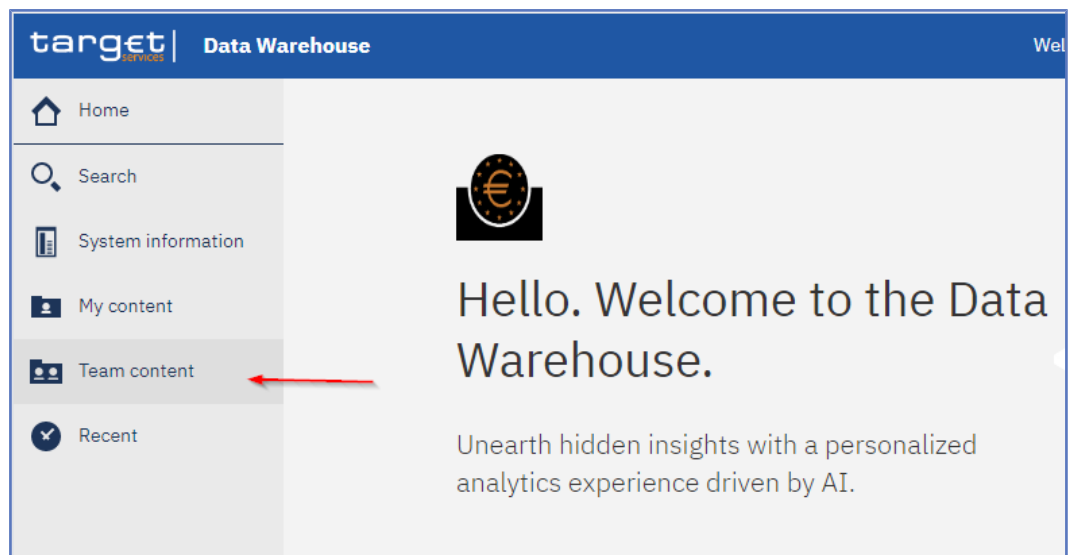 target| Data Warehouse Wel
services
Home
Search
System information
My content
Team content
Recent
€
Hello. Welcome to the Data
Warehouse.
Unearth hidden insights with a personalized
analytics experience driven by AI.